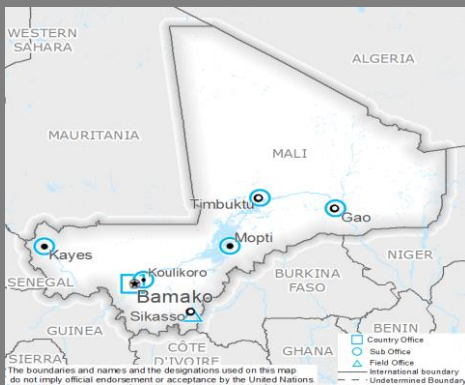 WESTERN
SAHARA
ALGERIA
MAURITANIA
MALI
Timbuktu
Gao
Mopti
Kayes
Koulikoro
NIGER
SENEGAL
Bamako
BURKINA
FASO
Sikasso
GUINEA
BENIN
CÔTE
D'IVOIRE
GHANA
SIERRA
Country Office
Sub Office
Field Office
International boundary
Undetermined Boundary
The boundaries and names and the designations used on this map
do not imply official endorsement or acceptance by the United Nations.